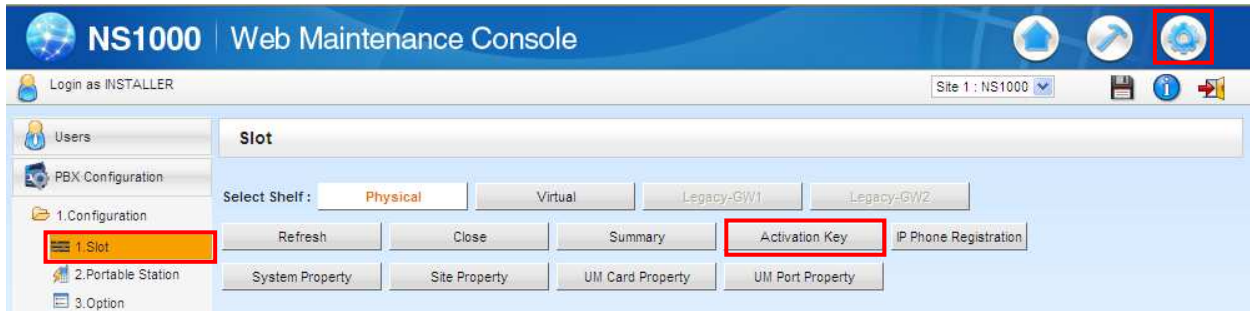 NS1000 Web Maintenance Console
Login as INSTALLER
Site 1 : NS1000
Users
Slot
PBX Configuration
Select Shelf : Physical Virtual Legacy-GW1 Legacy-GW2
1.Configuration
Refresh Close Summary Activation Key IP Phone Registration
1.Slot
2.Portable Station
System Property Site Property UM Card Property UM Port Property
3.Option